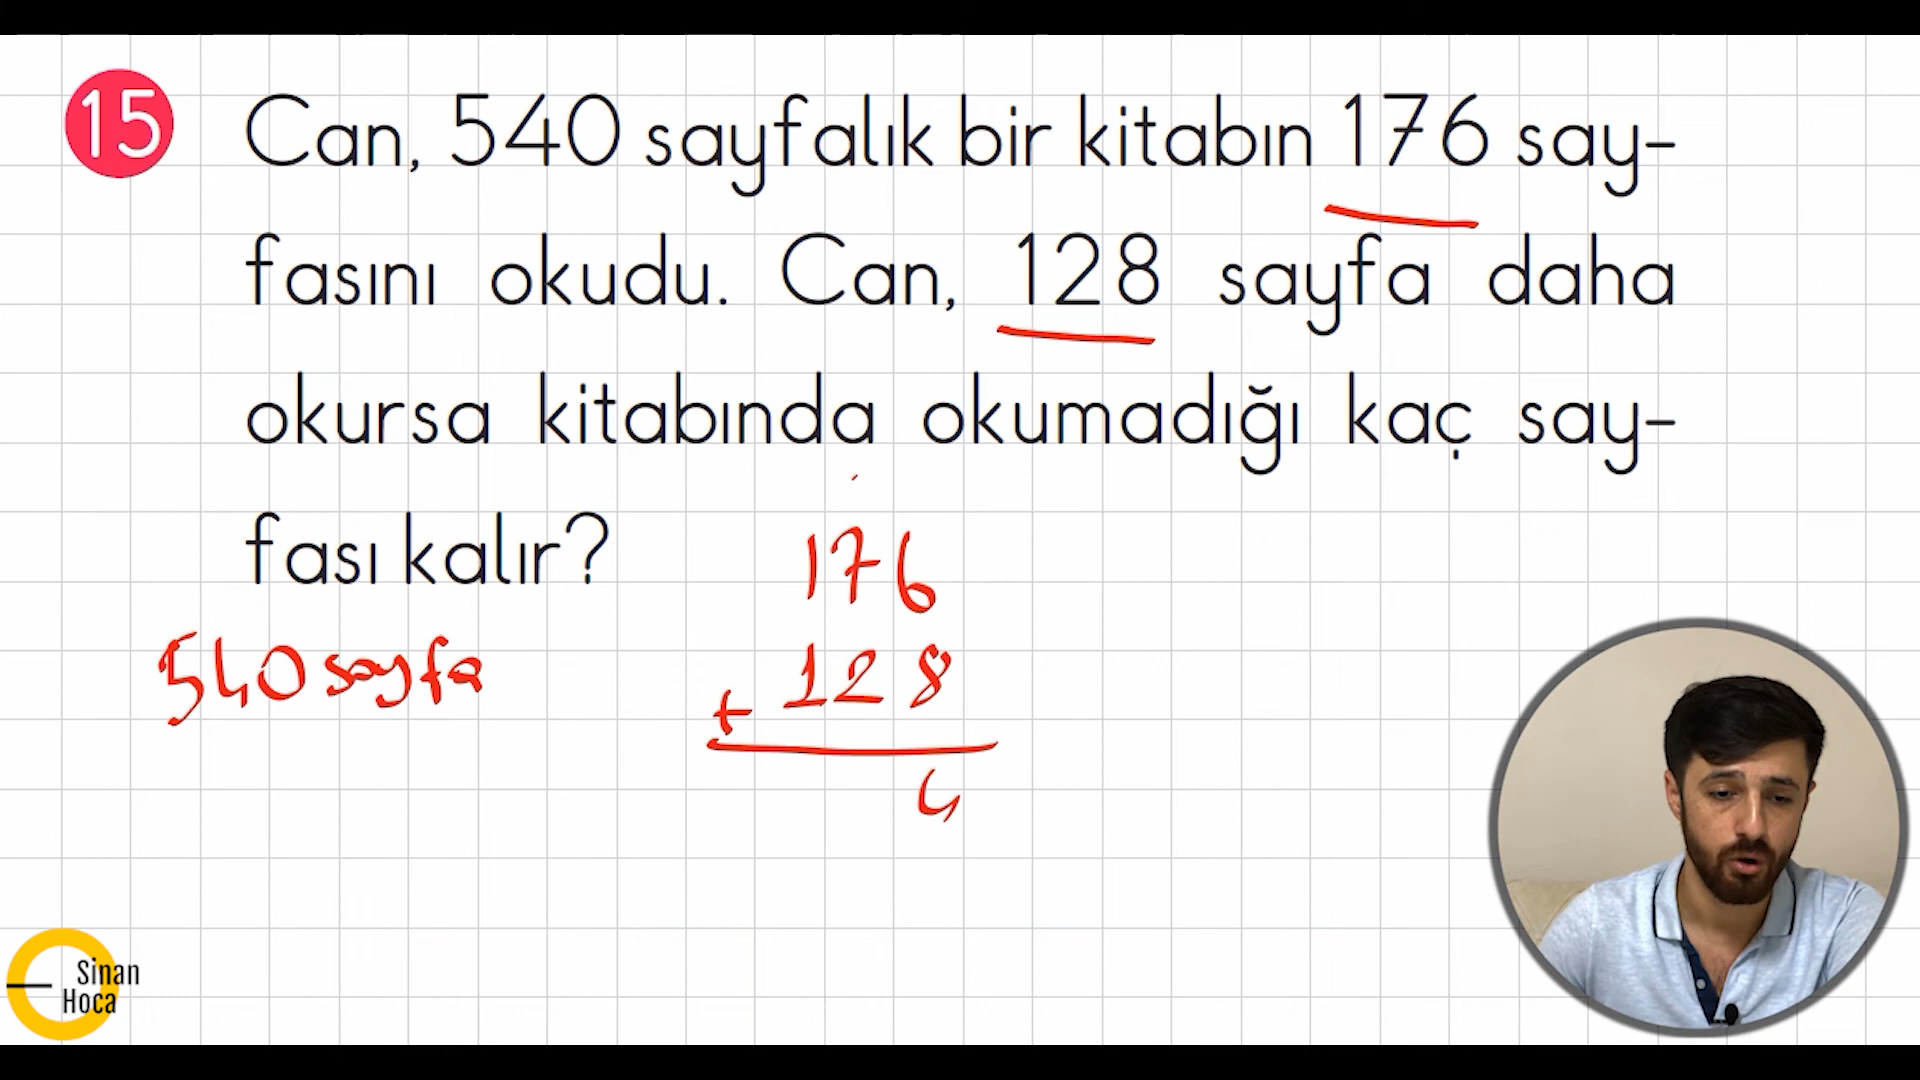 15
Can, 540 sayfalık bir kitabın 176 say-
fasını okudu. Can, 128 sayfa daha
okursa kitabında okumadığı kaç say-
fası kalır?
176
540 sayfa
+ 128
4
Sinan
Hoca